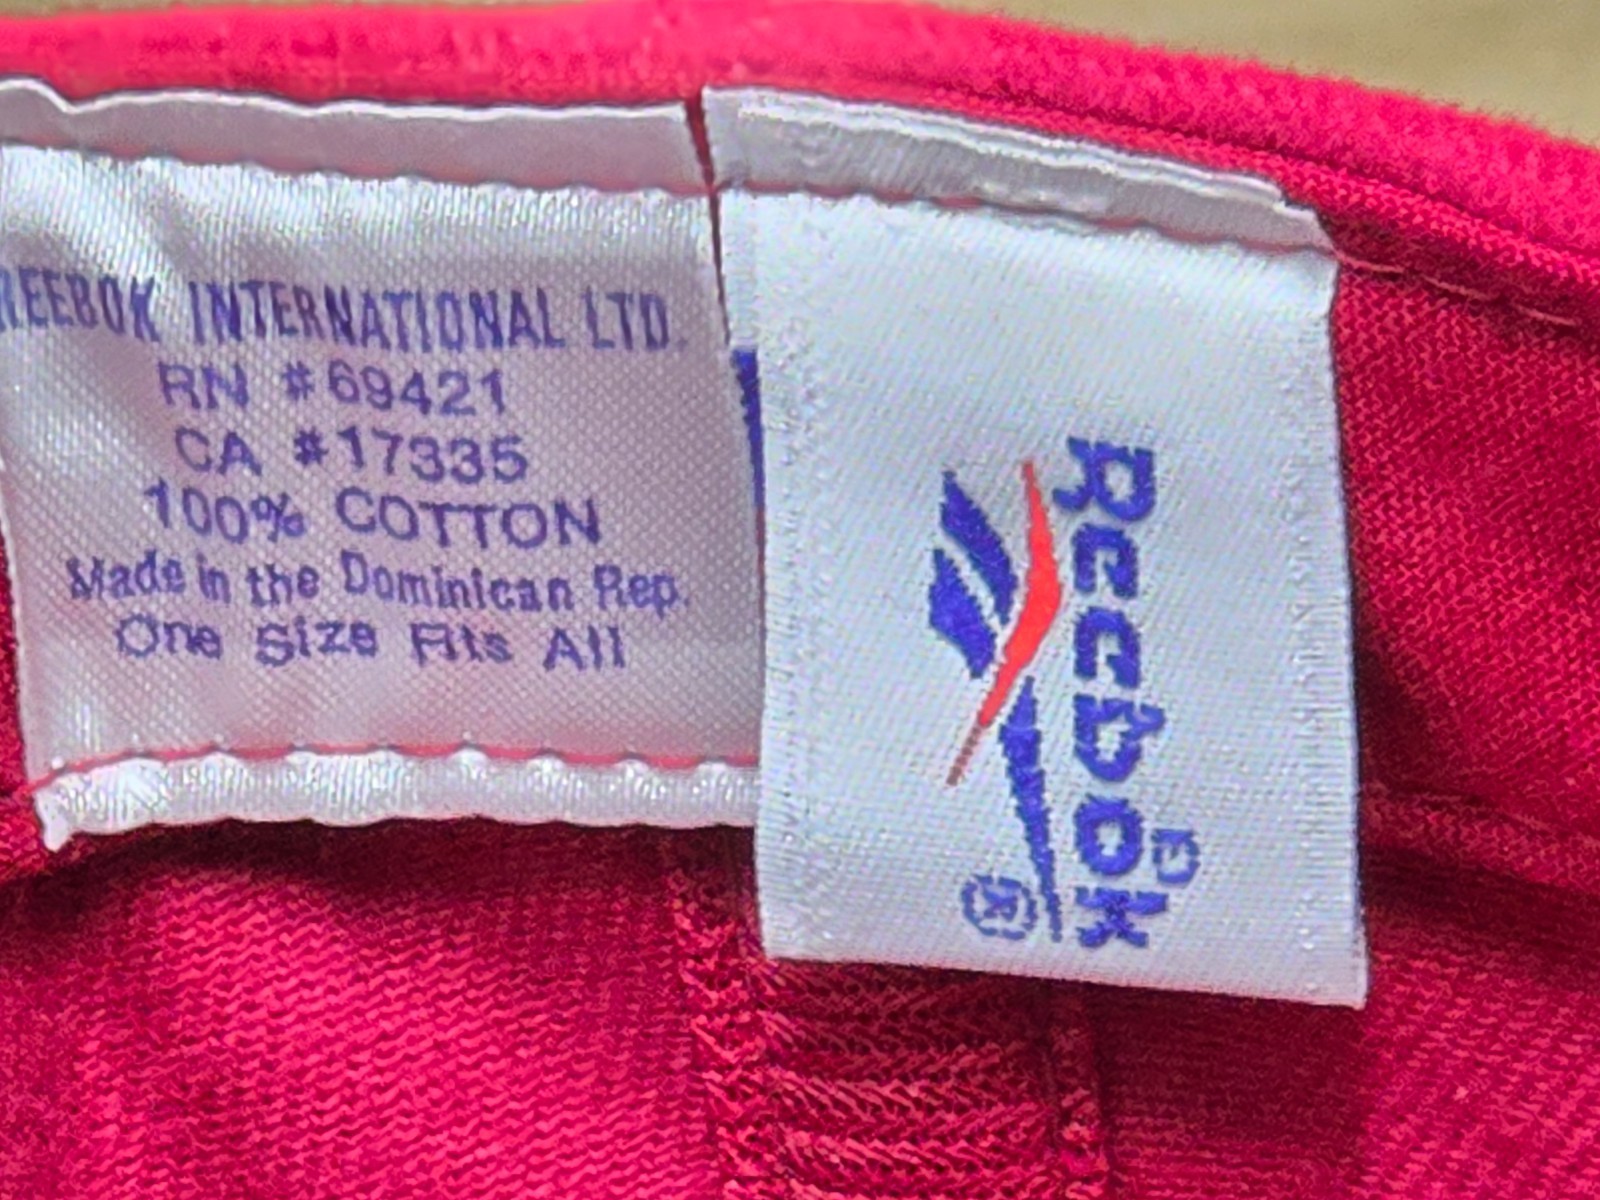 REEBOK INTERNATIONAL LTD.
RN #69421
CA #17335
100% COTTON
Made in the Dominican Rep.
One Size Fits All
Reebok
®